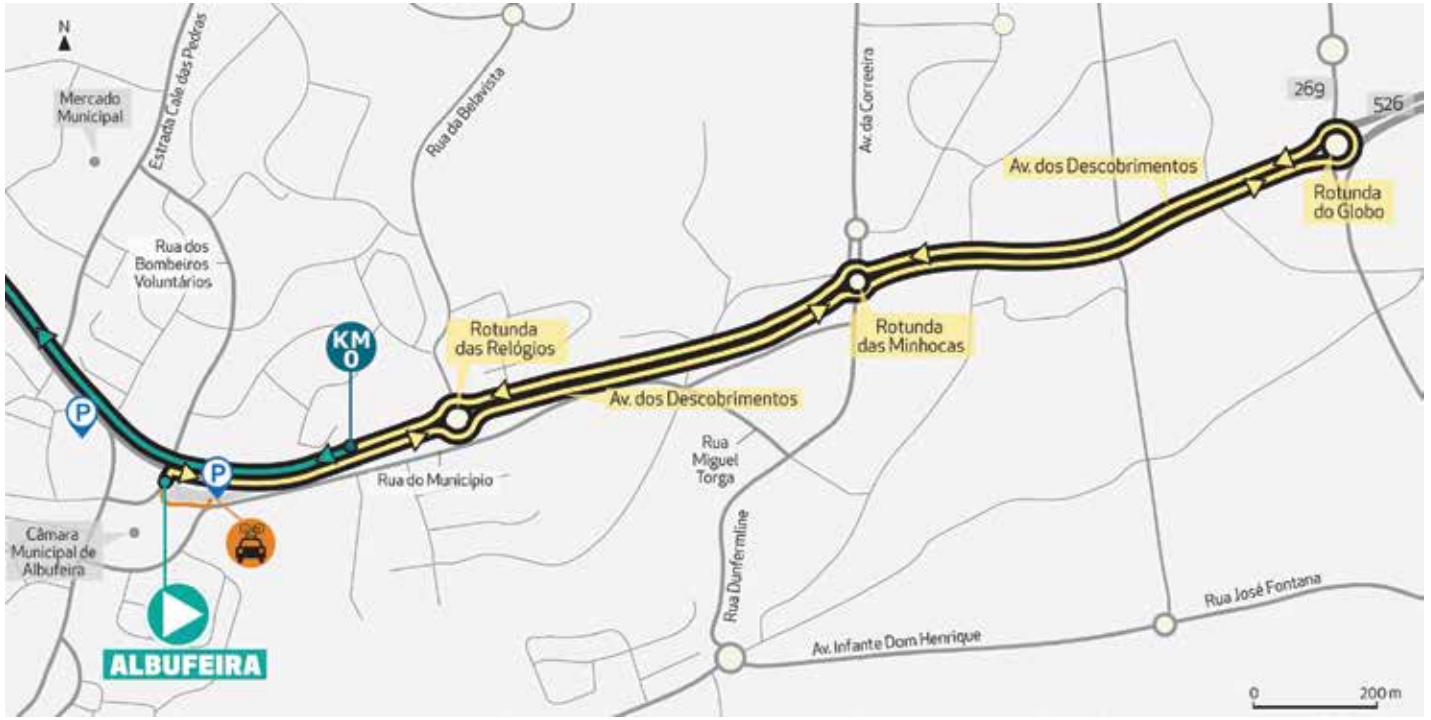 N
Mercado
Municipal
Estrada Cale das Pedras
Rua da Belavista
Av. da Correeira
269
526
Av. dos Descobrimentos
Rotunda
do Globo
Rua dos
Bombeiros
Voluntários
KM
0
Rotunda
das Relógios
Rotunda
das Minhocas
Av. dos Descobrimentos
P
P
Rua do Município
Rua
Miguel
Torga
Câmara
Municipal de
Albufeira
Rua Dunfermline
Rua José Fontana
Av. Infante Dom Henrique
ALBUFEIRA
0 200 m